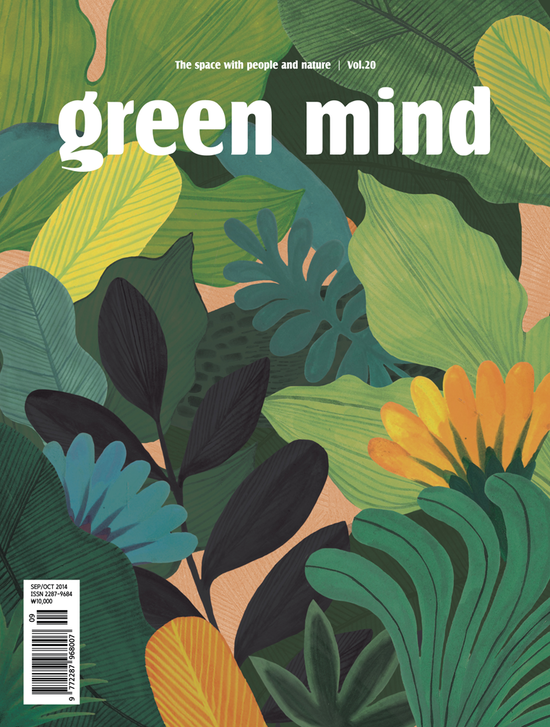 The space with people and nature | Vol.20
green mind
SEP/OCT 2014
ISSN 2287-9684
₩10,000
09
9 772287 968007